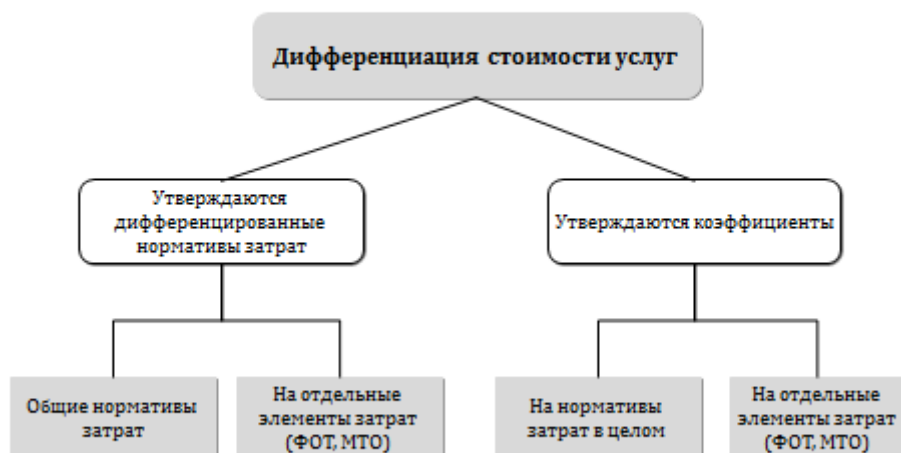 Дифференциация стоимости услуг
Утверждаются
дифференцированные
нормативы затрат
Утверждаются коэффициенты
Общие нормативы
затрат
На отдельные
элементы затрат
(ФОТ, МТО)
На нормативы
затрат в целом
На отдельные
элементы затрат
(ФОТ, МТО)